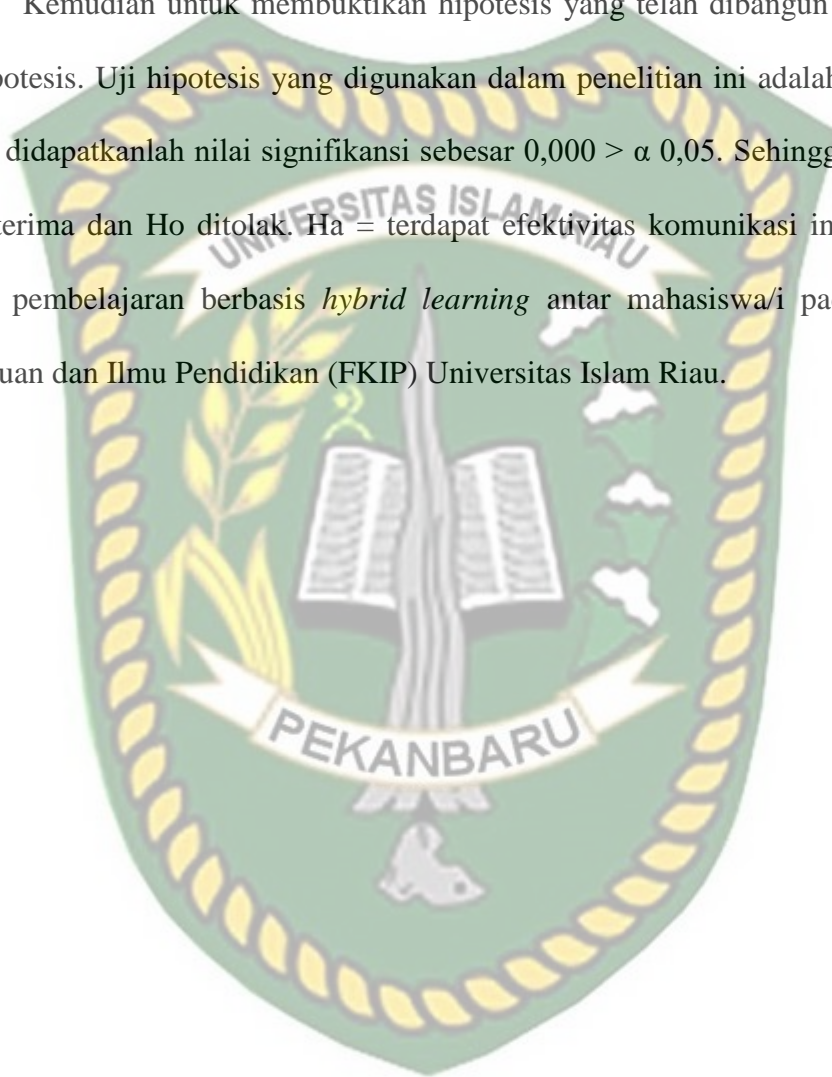 Kemudian untuk membuktikan hipotesis yang telah dibangun
potesis. Uji hipotesis yang digunakan dalam penelitian ini adalah
didapatkanlah nilai signifikansi sebesar 0,000 > α 0,05. Sehingg
terima dan Ho ditolak. Ha = terdapat efektivitas komunikasi in
pembelajaran berbasis hybrid learning antar mahasiswa/i pa
uan dan Ilmu Pendidikan (FKIP) Universitas Islam Riau.
UNIVERSITAS ISLAM RIAU
PEKANBARU